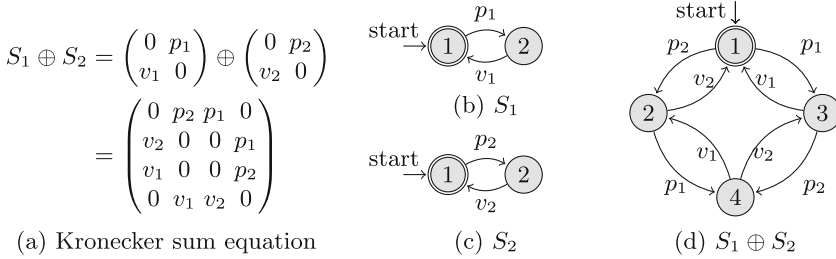 S₁ ⊕ S₂ = ( 0 p₁ ; v₁ 0 ) ⊕ ( 0 p₂ ; v₂ 0 )
= ( 0 p₂ p₁ 0
v₂ 0 0 p₁
v₁ 0 0 p₂
0 v₁ v₂ 0 )
(a) Kronecker sum equation
start 1 p₁ 2 v₁
(b) S₁
start 1 p₂ 2 v₂
(c) S₂
start
1
p₂ p₁
v₂ v₁
2 3
v₁ v₂
p₁ p₂
4
(d) S₁ ⊕ S₂